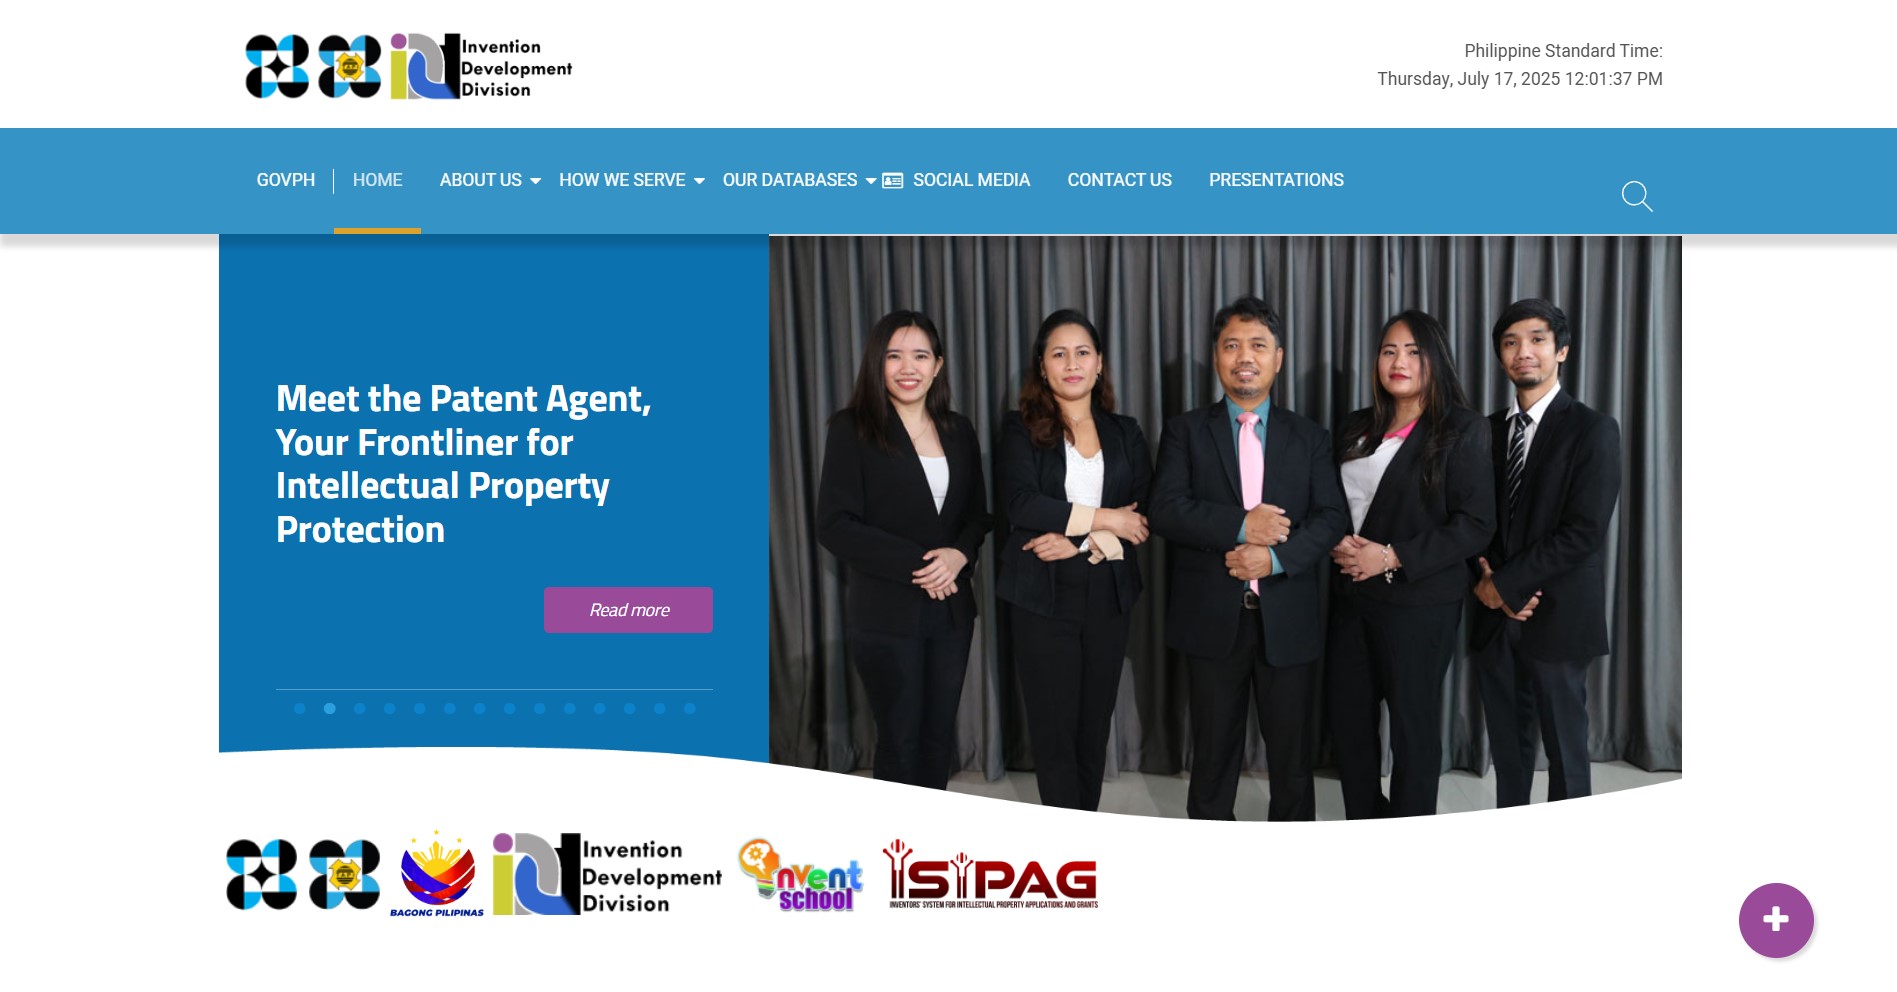 Invention
Development
Division
Philippine Standard Time:
Thursday, July 17, 2025 12:01:37 PM
GOVPH
HOME
ABOUT US
HOW WE SERVE
OUR DATABASES
SOCIAL MEDIA
CONTACT US
PRESENTATIONS
Meet the Patent Agent,
Your Frontliner for
Intellectual Property
Protection
Read more
BAGONG PILIPINAS
Invention
Development
Division
invent
school
iSiPAG
INVENTORS' SYSTEM FOR INTELLECTUAL PROPERTY APPLICATIONS AND GRANTS